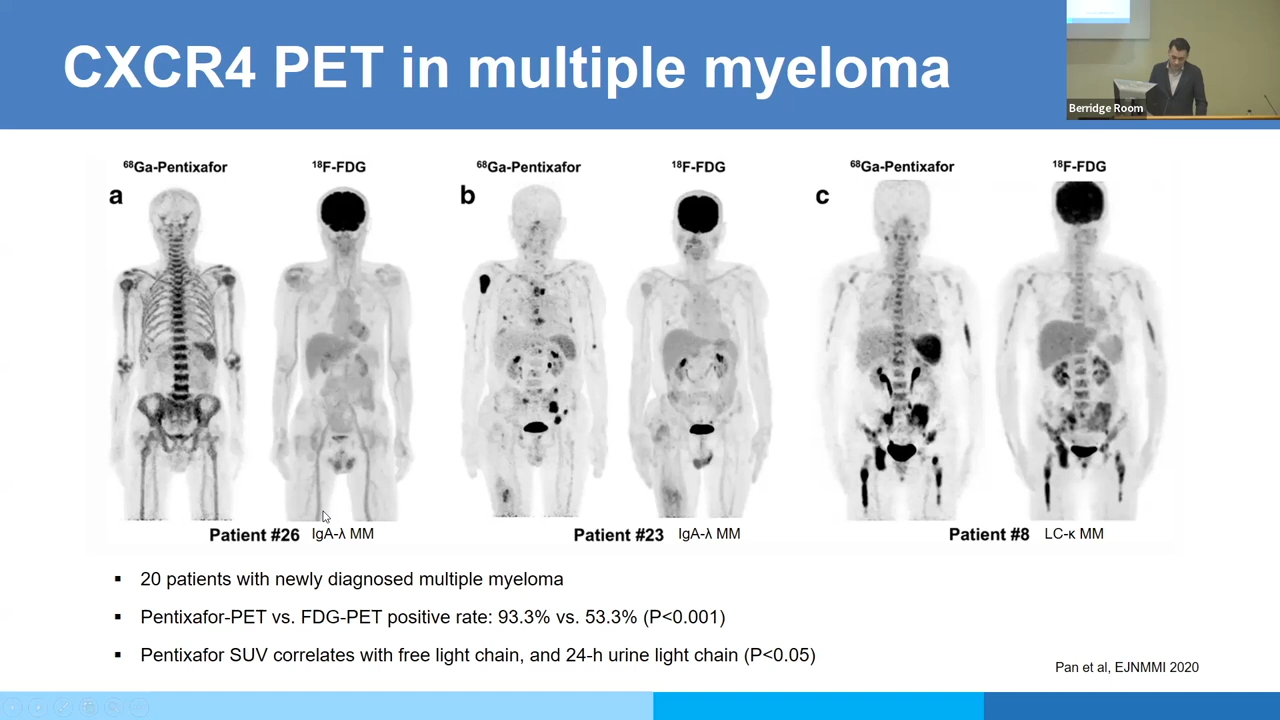 CXCR4 PET in multiple myeloma
Berridge Room
⁶⁸Ga-Pentixafor
¹⁸F-FDG
⁶⁸Ga-Pentixafor
¹⁸F-FDG
⁶⁸Ga-Pentixafor
¹⁸F-FDG
a
b
c
Patient #26 IgA-λ MM
Patient #23 IgA-λ MM
Patient #8 LC-κ MM
▪ 20 patients with newly diagnosed multiple myeloma
▪ Pentixafor-PET vs. FDG-PET positive rate: 93.3% vs. 53.3% (P<0.001)
▪ Pentixafor SUV correlates with free light chain, and 24-h urine light chain (P<0.05)
Pan et al, EJNMMI 2020